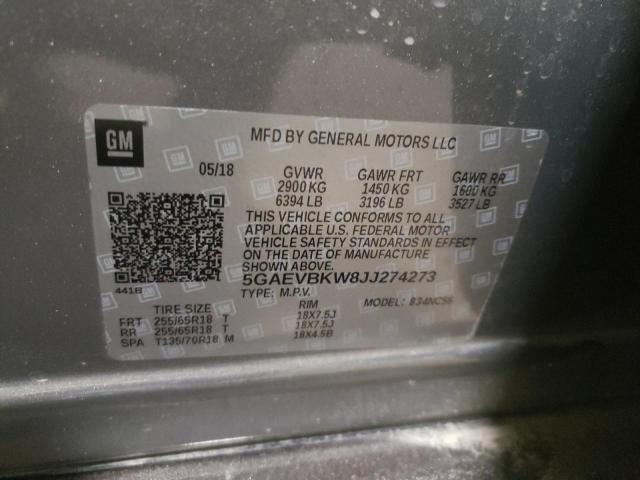 GM
MFD BY GENERAL MOTORS LLC
05/18 GVWR GAWR FRT GAWR RR
2900 KG 1450 KG 1600 KG
6394 LB 3196 LB 3527 LB
THIS VEHICLE CONFORMS TO ALL
APPLICABLE U.S. FEDERAL MOTOR
VEHICLE SAFETY STANDARDS IN EFFECT
ON THE DATE OF MANUFACTURE
SHOWN ABOVE.
5GAEVBKW8JJ274273
441B
TYPE: M.P.V. MODEL: 834NCS6
TIRE SIZE RIM
FRT 255/65R18 T 18X7.5J
RR 255/65R18 T 18X7.5J
SPA T135/70R18 M 18X4.5B